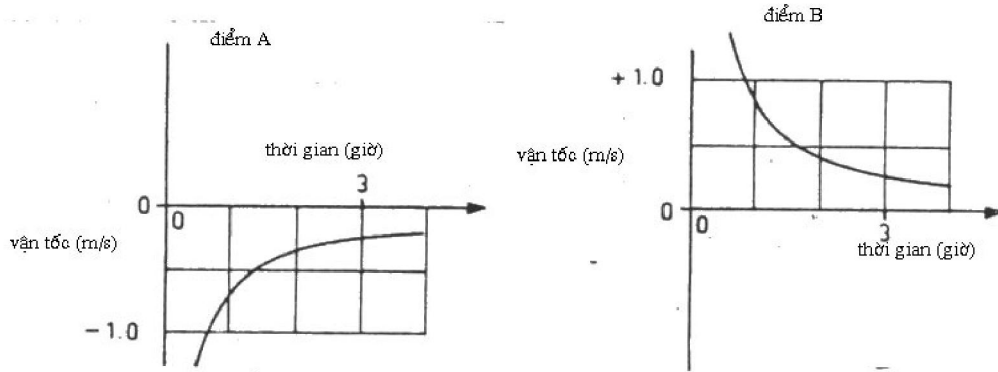 điểm A
thời gian (giờ)
3
0
0
vận tốc (m/s)
-1.0
điểm B
+1.0
vận tốc (m/s)
0
0
3
thời gian (giờ)